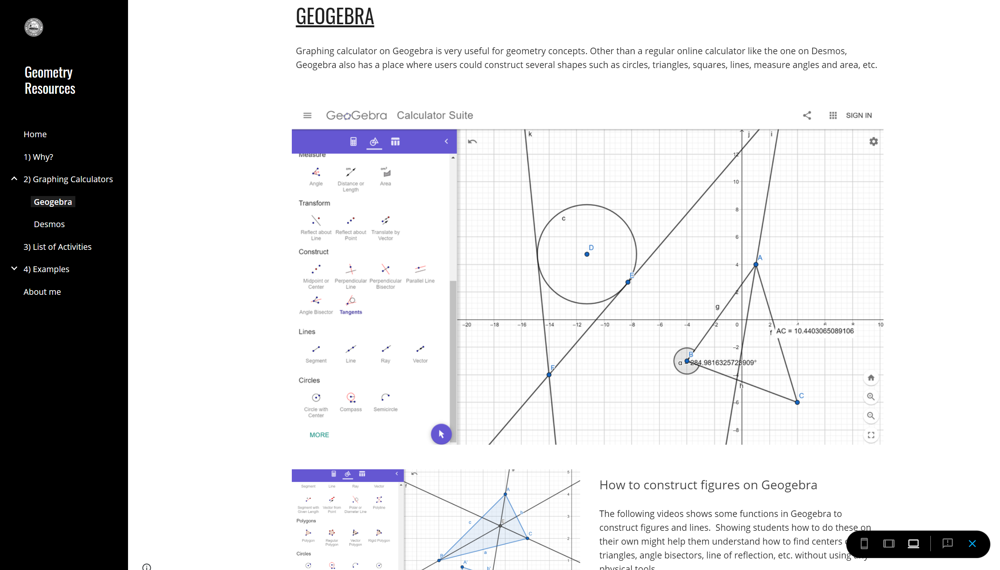 Geometry
Resources
Home
1) Why?
2) Graphing Calculators
Geogebra
Desmos
3) List of Activities
4) Examples
About me
GEOGEBRA
Graphing calculator on Geogebra is very useful for geometry concepts. Other than a regular online calculator like the one on Desmos,
Geogebra also has a place where users could construct several shapes such as circles, triangles, squares, lines, measure angles and area, etc.
GeoGebra Calculator Suite
SIGN IN
Measure
cm cm²
Angle Distance or Length Area
Transform
Reflect about Line Reflect about Point Translate by Vector
Construct
Midpoint or Center Perpendicular Line Perpendicular Bisector Parallel Line
Angle Bisector Tangents
Lines
Segment Line Ray Vector
Circles
Circle with Center Compass Semicircle
MORE
k j i
12
10
8
c
6
D
A
4
E
2
g
–20 –18 –16 –14 –12 –10 –8 –6 –4 –2 0 2 4 6 8 10
f AC = 10.4403065089106
–2
B
α = 284.9816325723909°
F
–4
h
C
–6
–8
Segment Line Ray Vector
Segment with Given Length Vector from Point Polar or Diameter Line Polyline
Polygons
Polygon Regular Polygon Vector Polygon Rigid Polygon
Circles
g
5
f
A
4
b
3
c
E
C
2
a
B
1
A'
b'
How to construct figures on Geogebra
The following videos shows some functions in Geogebra to
construct figures and lines. Showing students how to do these on
their own might help them understand how to find centers
triangles, angle bisectors, line of reflection, etc. without using
physical tools